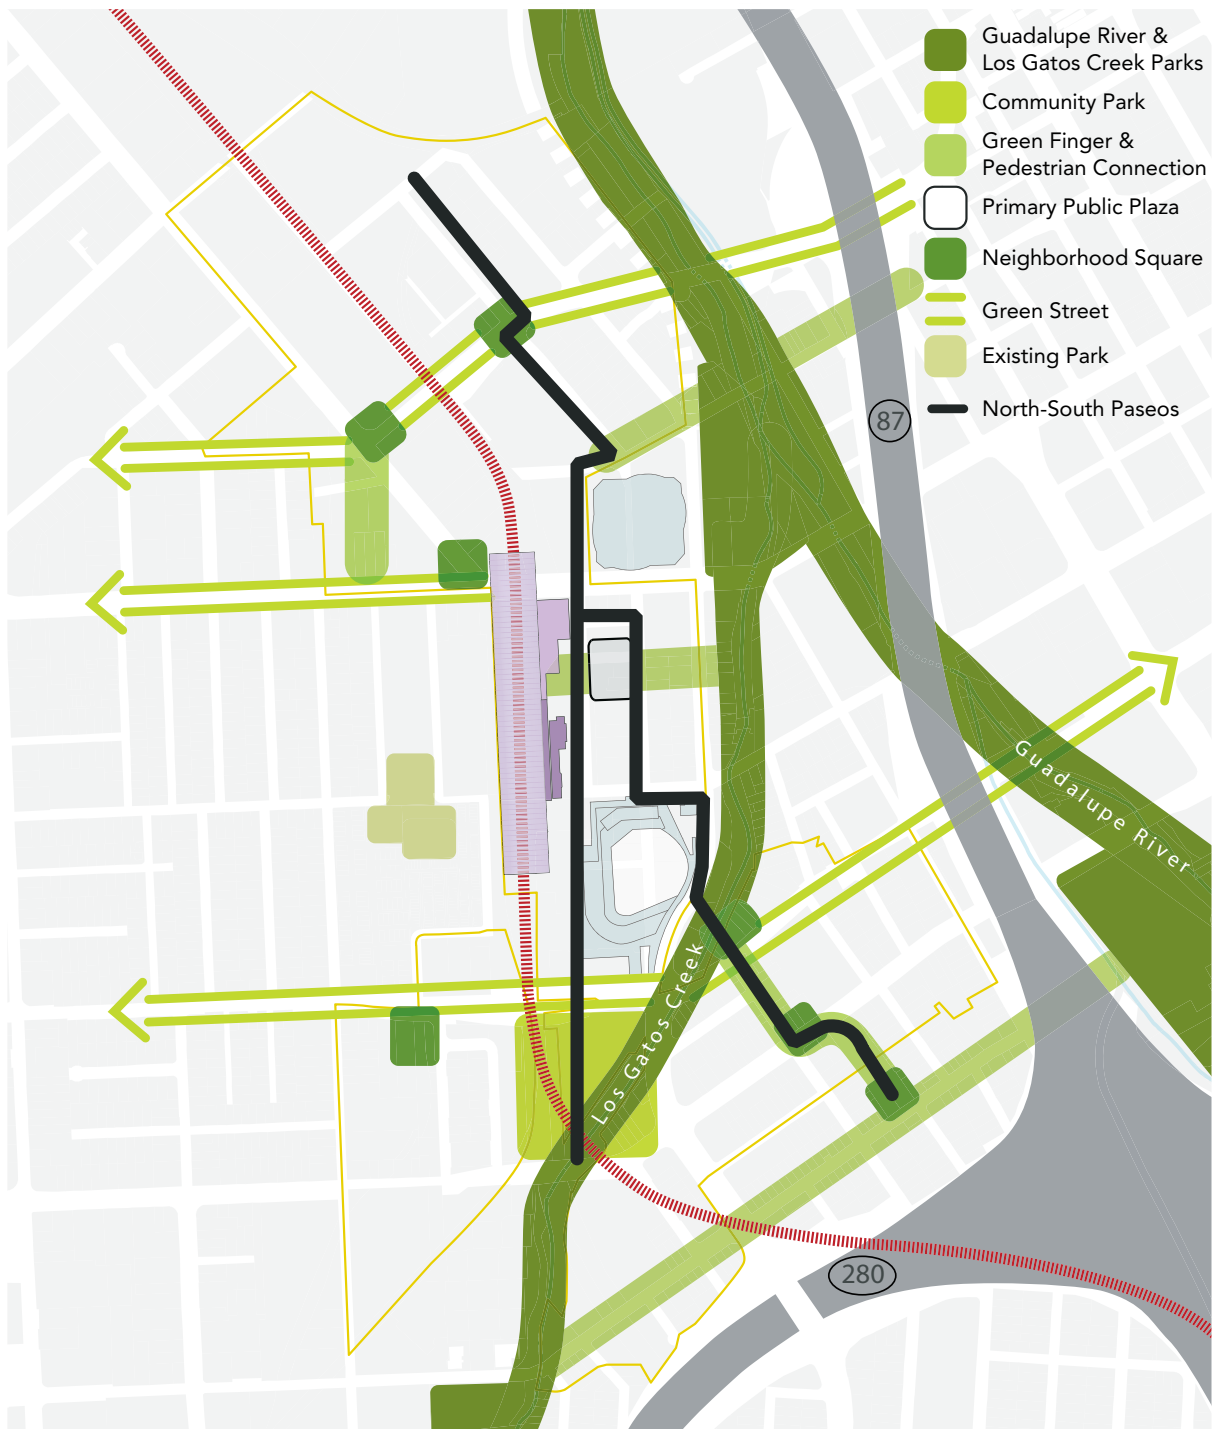 Guadalupe River &
Los Gatos Creek Parks
Community Park
Green Finger &
Pedestrian Connection
Primary Public Plaza
Neighborhood Square
Green Street
Existing Park
North-South Paseos
87
Guadalupe River
Los Gatos Creek
280